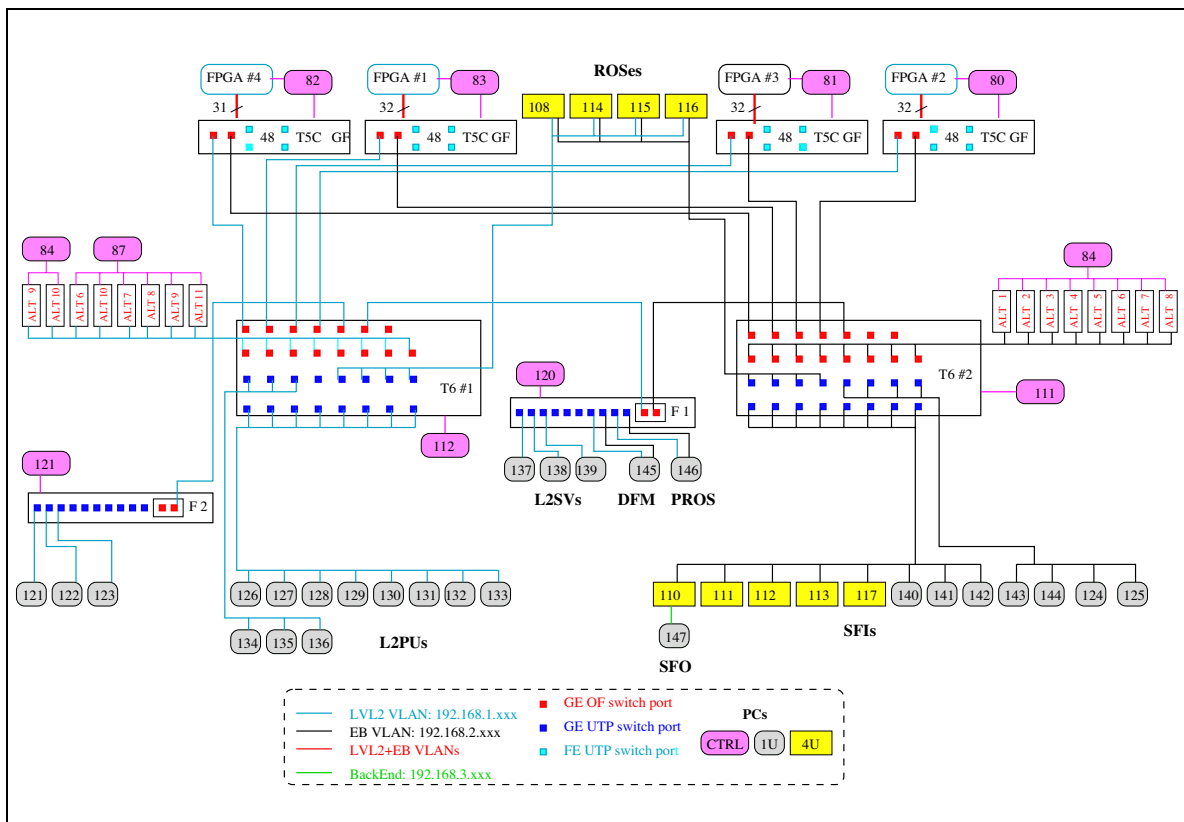 FPGA #4
82
FPGA #1
83
ROSes
FPGA #3
81
FPGA #2
80
31
32
108
114
115
116
32
32
48 T5C GF
48 T5C GF
48 T5C GF
48 T5C GF
84
87
84
ALT 9
ALT 10
ALT 6
ALT 10
ALT 7
ALT 8
ALT 9
ALT 11
ALT 1
ALT 2
ALT 3
ALT 4
ALT 5
ALT 6
ALT 7
ALT 8
T6 #1
120
T6 #2
111
F 1
112
121
137
138
139
145
146
L2SVs
DFM
PROS
F 2
121
122
123
126
127
128
129
130
131
132
133
110
111
112
113
117
140
141
142
143
144
124
125
134
135
136
L2PUs
SFIs
147
SFO
LVL2 VLAN: 192.168.1.xxx
EB VLAN: 192.168.2.xxx
LVL2+EB VLANs
BackEnd: 192.168.3.xxx
GE OF switch port
GE UTP switch port
FE UTP switch port
PCs
CTRL
1U
4U